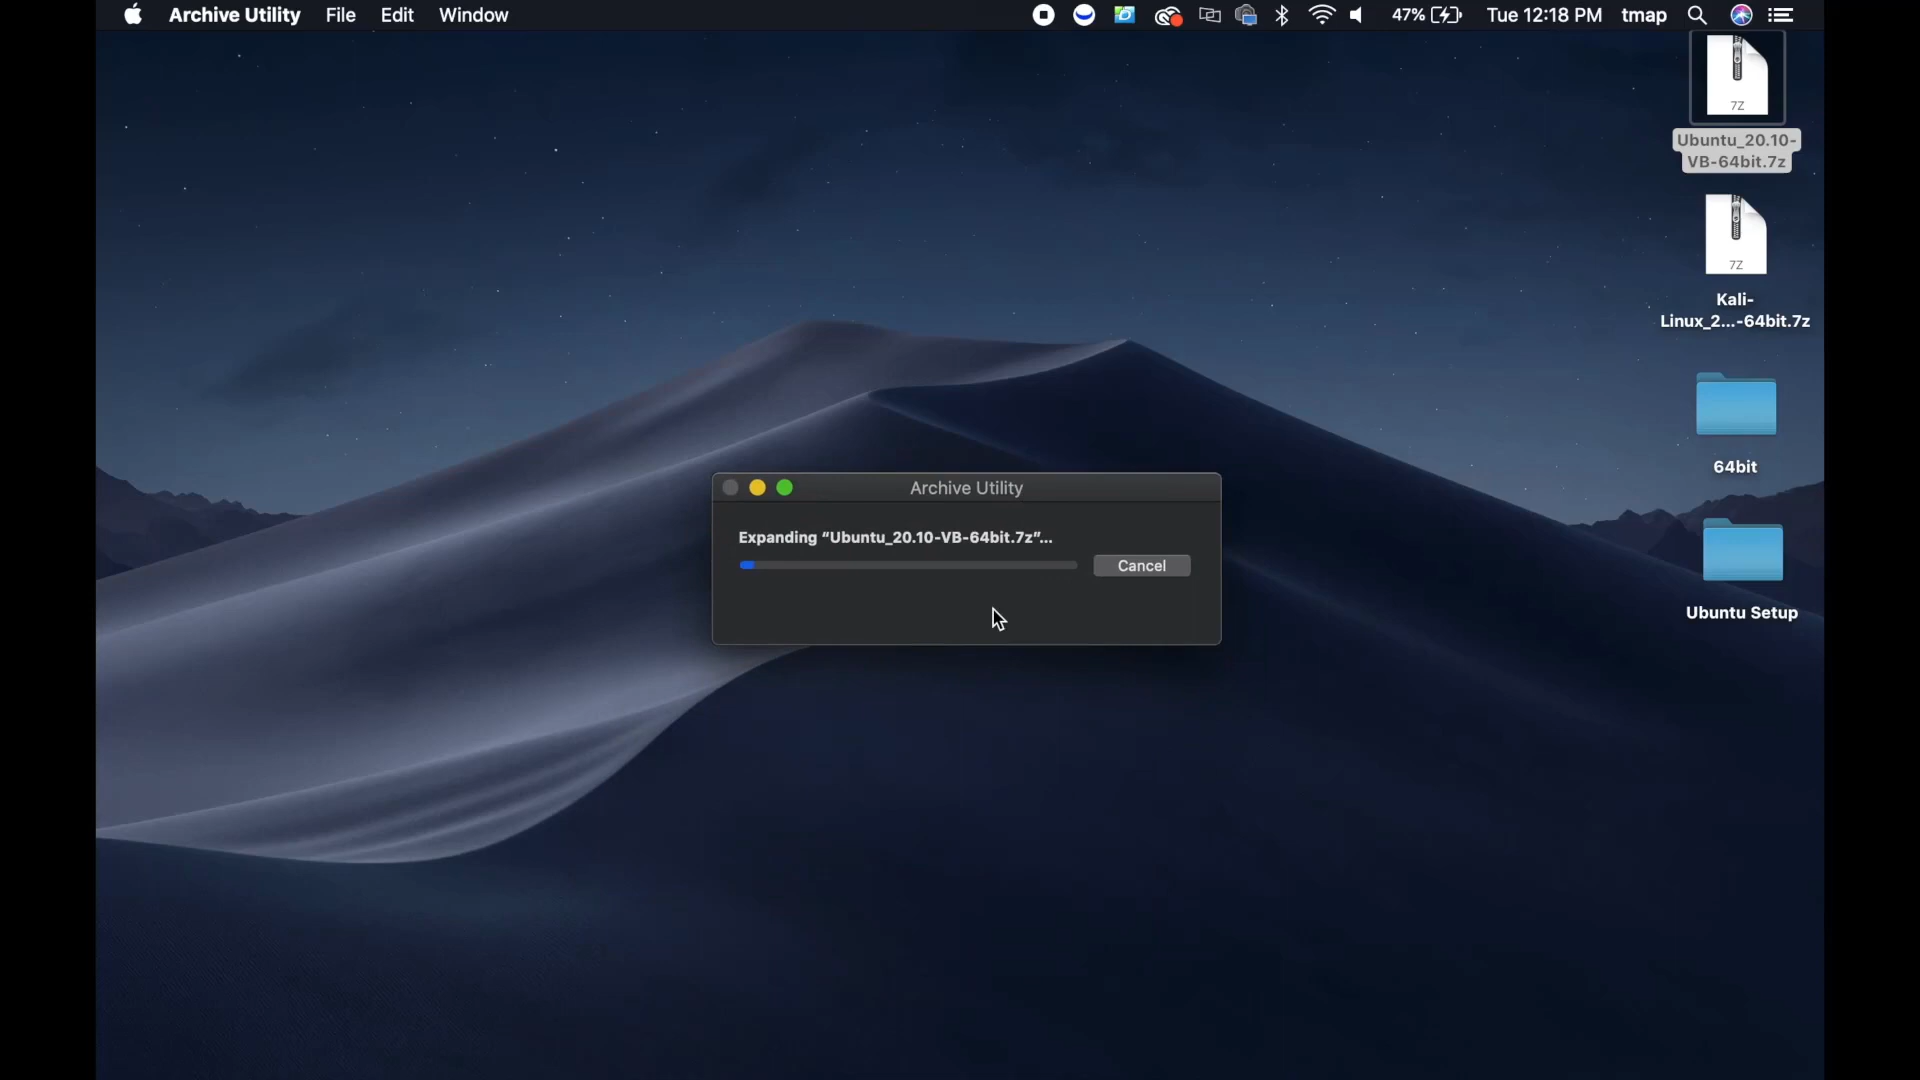 Archive Utility File Edit Window 47% Tue 12:18 PM tmap
7Z
Ubuntu_20.10-
VB-64bit.7z
7Z
Kali-
Linux_2...-64bit.7z
64bit
Archive Utility
Expanding “Ubuntu_20.10-VB-64bit.7z”...
Cancel
Ubuntu Setup